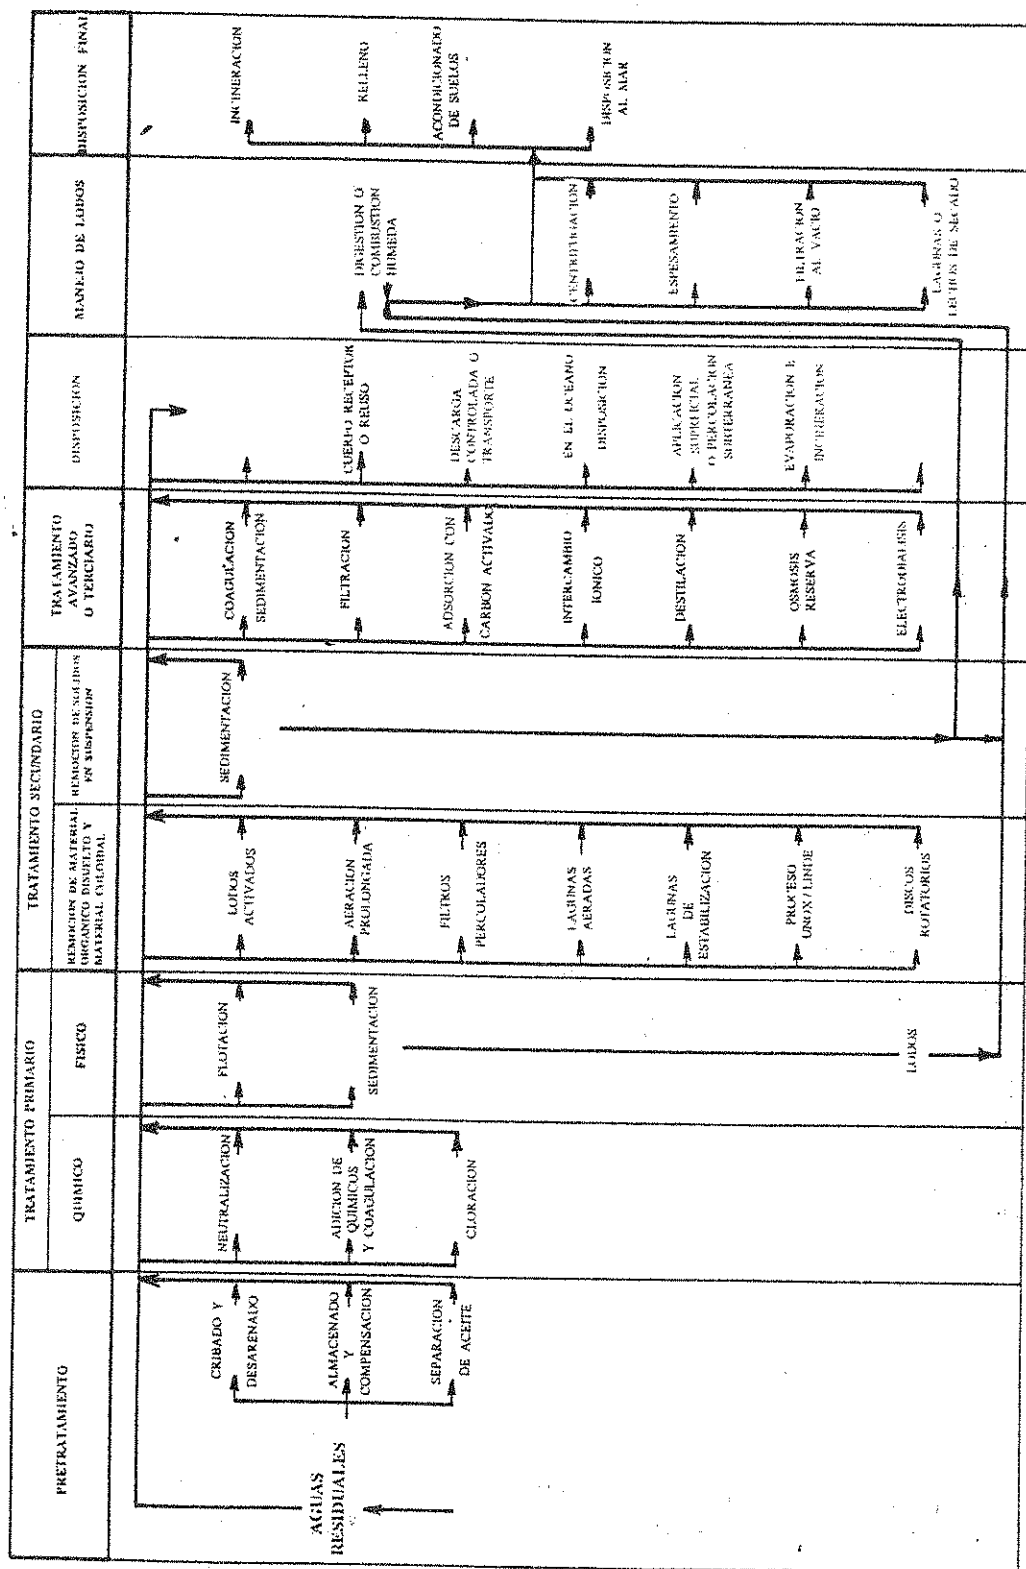 PRETRATAMIENTO
TRATAMIENTO PRIMARIO
QUIMICO
FISICO
TRATAMIENTO SECUNDARIO
REMOCION DE MATERIAL
ORGANICO DISUELTO Y
MATERIAL COLOIDAL
REMOCION DE SOLIDOS
EN SUSPENSION
TRATAMIENTO
AVANZADO
O TERCIARIO
DISPOSICION
MANEJO DE LODOS
DISPOSICION FINAL
AGUAS
RESIDUALES
CRIBADO Y
DESARENADO
ALMACENADO
Y
COMPENSACION
SEPARACION
DE ACEITE
NEUTRALIZACION
ADICION DE
QUIMICOS
Y COAGULACION
CLORACION
FLOTACION
SEDIMENTACION
LODOS
LODOS
ACTIVADOS
AERACION
PROLONGADA
FILTROS
PERCOLADORES
LAGUNAS
AERADAS
LAGUNAS
DE
ESTABILIZACION
PROCESO
UNOX / LINDE
DISCOS
ROTATORIOS
SEDIMENTACION
COAGULACION
SEDIMENTACION
FILTRACION
ADSORCION CON
CARBON ACTIVADO
INTERCAMBIO
IONICO
DESTILACION
OSMOSIS
RESERVA
ELECTRODIALISIS
CUERPO RECEPTOR
O REUSO
DESCARGA
CONTROLADA O
TRANSPORTE
EN EL OCEANO
DISPOSICION
APLICACION
SUPRFICIAL
O PERCOLACION
SUBTERRANEA
EVAPORACION E
INCINERACION
DIGESTION O
COMBUSTION
HUMEDA
CENTRIFUGACION
ESPESAMIENTO
FILTRACION
AL VACIO
LAGUNAS O
LECHOS DE SECADO
INCINERACION
RELLENO
ACONDICIONADO
DE SUELOS
DISPOSICION
AL MAR